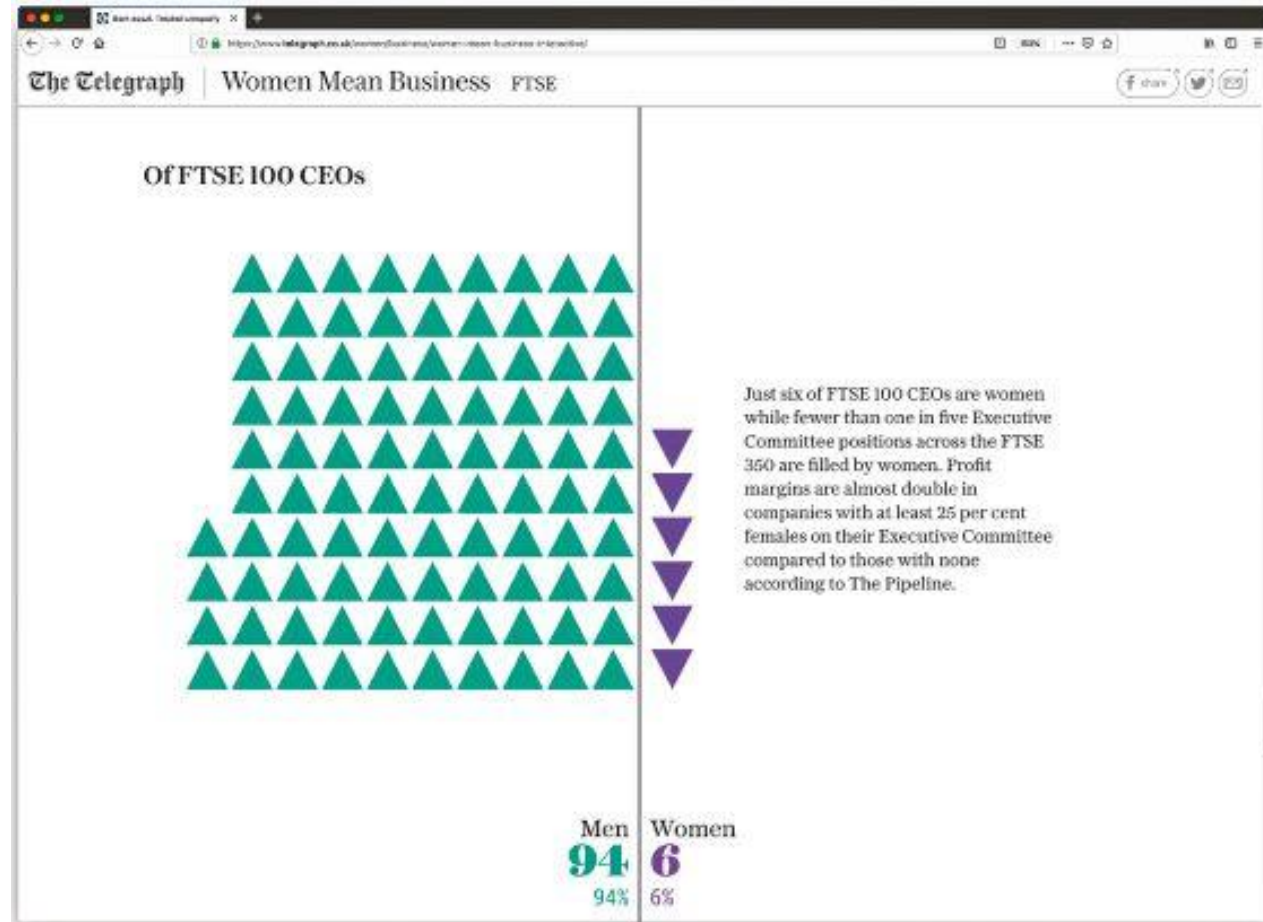 The Telegraph
Women Mean Business FTSE
share
Of FTSE 100 CEOs
Just six of FTSE 100 CEOs are women
while fewer than one in five Executive
Committee positions across the FTSE
350 are filled by women. Profit
margins are almost double in
companies with at least 25 per cent
females on their Executive Committee
compared to those with none
according to The Pipeline.
Men
94
94%
Women
6
6%